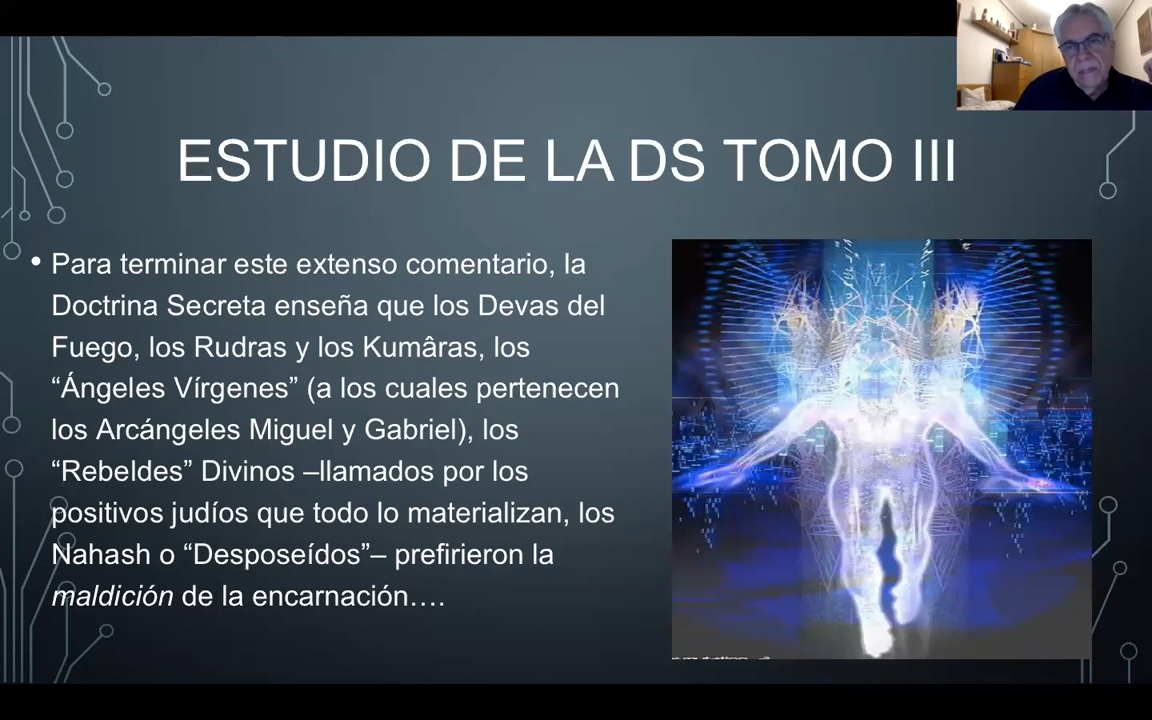 ESTUDIO DE LA DS TOMO III
• Para terminar este extenso comentario, la
Doctrina Secreta enseña que los Devas del
Fuego, los Rudras y los Kumâras, los
“Ángeles Vírgenes” (a los cuales pertenecen
los Arcángeles Miguel y Gabriel), los
“Rebeldes” Divinos –llamados por los
positivos judíos que todo lo materializan, los
Nahash o “Desposeídos”– prefirieron la
maldición de la encarnación….